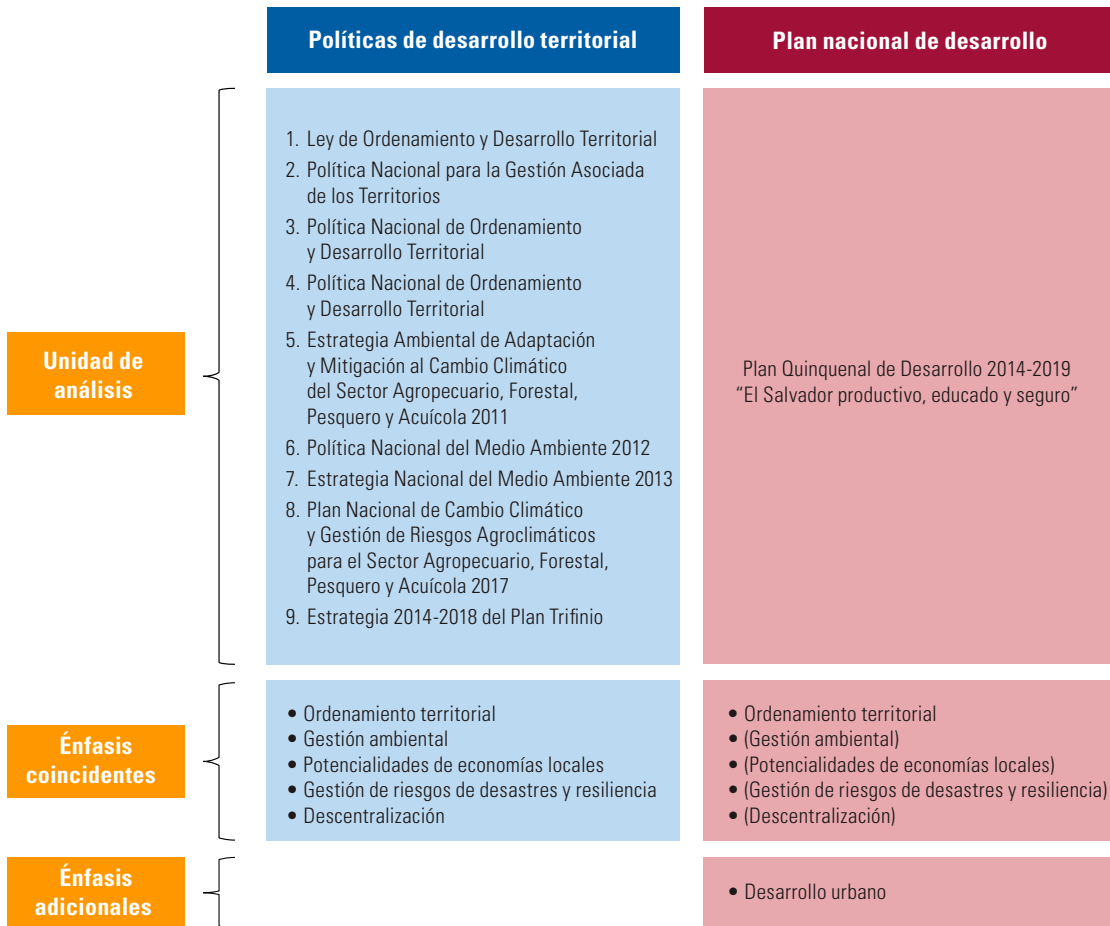 Políticas de desarrollo territorial
Plan nacional de desarrollo
Unidad de
análisis
1. Ley de Ordenamiento y Desarrollo Territorial
2. Política Nacional para la Gestión Asociada
de los Territorios
3. Política Nacional de Ordenamiento
y Desarrollo Territorial
4. Política Nacional de Ordenamiento
y Desarrollo Territorial
5. Estrategia Ambiental de Adaptación
y Mitigación al Cambio Climático
del Sector Agropecuario, Forestal,
Pesquero y Acuícola 2011
6. Política Nacional del Medio Ambiente 2012
7. Estrategia Nacional del Medio Ambiente 2013
8. Plan Nacional de Cambio Climático
y Gestión de Riesgos Agroclimáticos
para el Sector Agropecuario, Forestal,
Pesquero y Acuícola 2017
9. Estrategia 2014-2018 del Plan Trifinio
Plan Quinquenal de Desarrollo 2014-2019
“El Salvador productivo, educado y seguro”
Énfasis
coincidentes
• Ordenamiento territorial
• Gestión ambiental
• Potencialidades de economías locales
• Gestión de riesgos de desastres y resiliencia
• Descentralización
• Ordenamiento territorial
• (Gestión ambiental)
• (Potencialidades de economías locales)
• (Gestión de riesgos de desastres y resiliencia)
• (Descentralización)
Énfasis
adicionales
• Desarrollo urbano